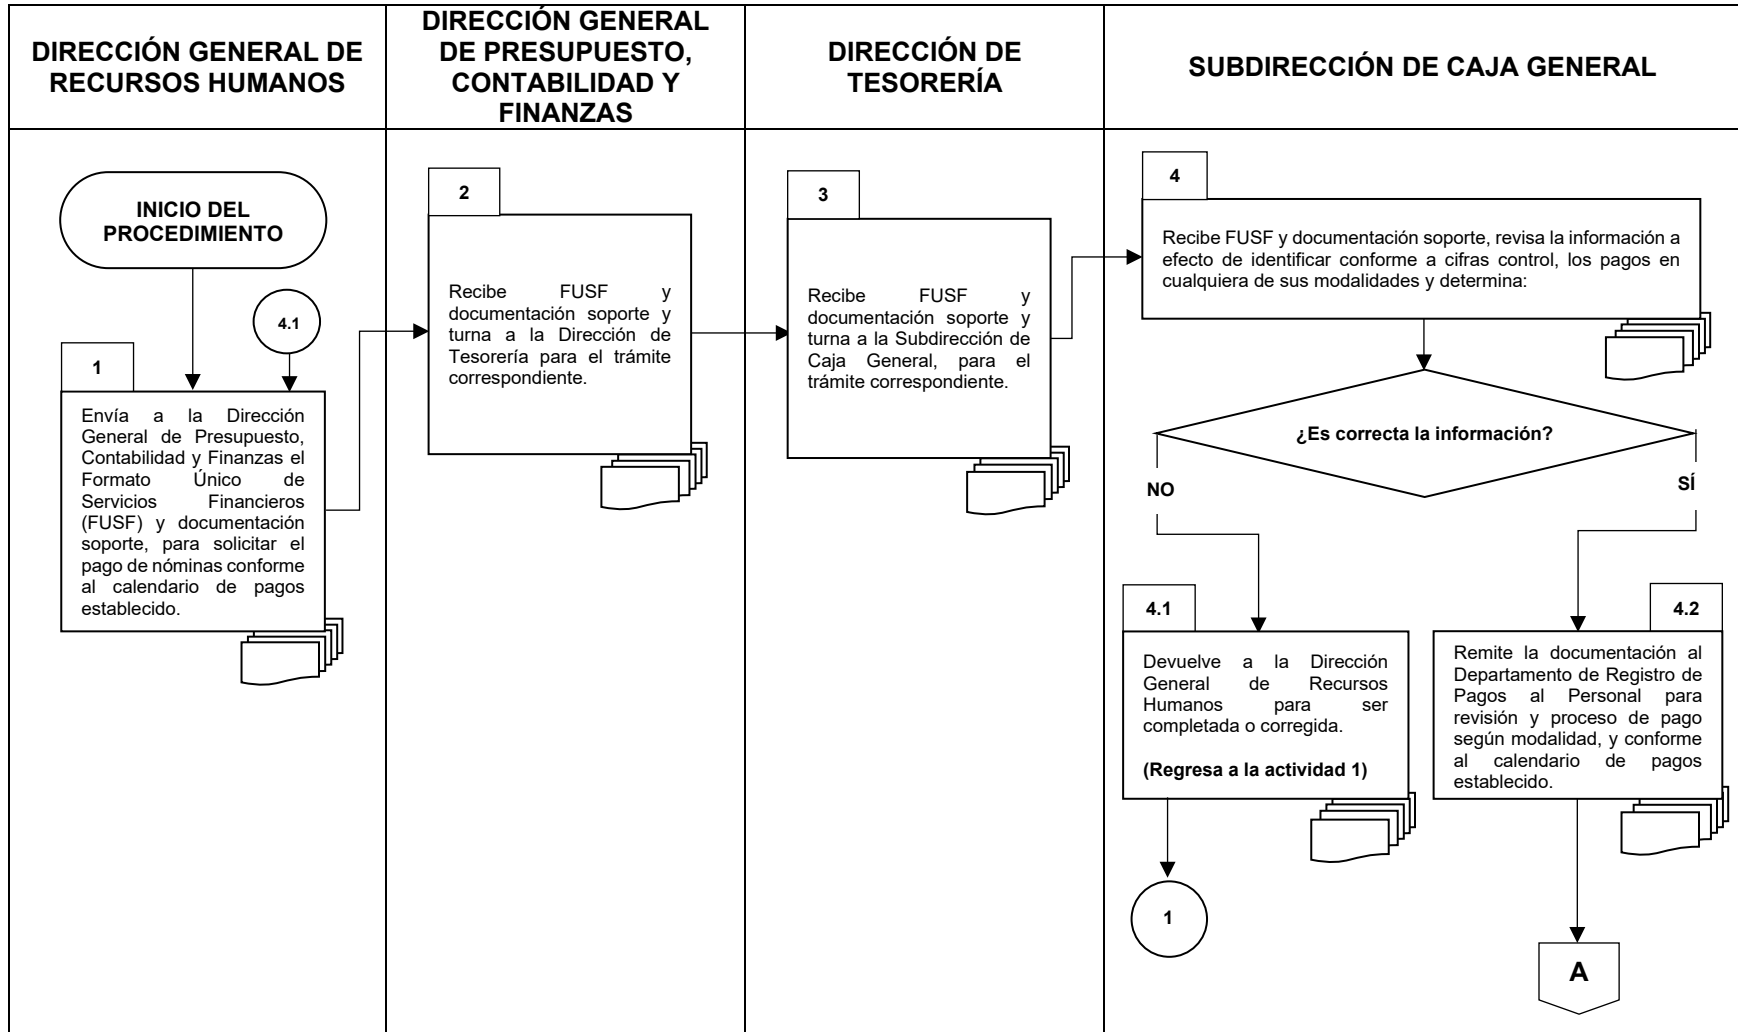 DIRECCIÓN GENERAL DE
RECURSOS HUMANOS
DIRECCIÓN GENERAL
DE PRESUPUESTO,
CONTABILIDAD Y
FINANZAS
DIRECCIÓN DE
TESORERÍA
SUBDIRECCIÓN DE CAJA GENERAL
INICIO DEL
PROCEDIMIENTO
4.1
1
Envía a la Dirección
General de Presupuesto,
Contabilidad y Finanzas el
Formato Único de
Servicios Financieros
(FUSF) y documentación
soporte, para solicitar el
pago de nóminas conforme
al calendario de pagos
establecido.
2
Recibe FUSF y
documentación soporte y
turna a la Dirección de
Tesorería para el trámite
correspondiente.
3
Recibe FUSF y
documentación soporte y
turna a la Subdirección de
Caja General, para el
trámite correspondiente.
4
Recibe FUSF y documentación soporte, revisa la información a
efecto de identificar conforme a cifras control, los pagos en
cualquiera de sus modalidades y determina:
¿Es correcta la información?
NO
SÍ
4.1
Devuelve a la Dirección
General de Recursos
Humanos para ser
completada o corregida.
(Regresa a la actividad 1)
1
4.2
Remite la documentación al
Departamento de Registro de
Pagos al Personal para
revisión y proceso de pago
según modalidad, y conforme
al calendario de pagos
establecido.
A